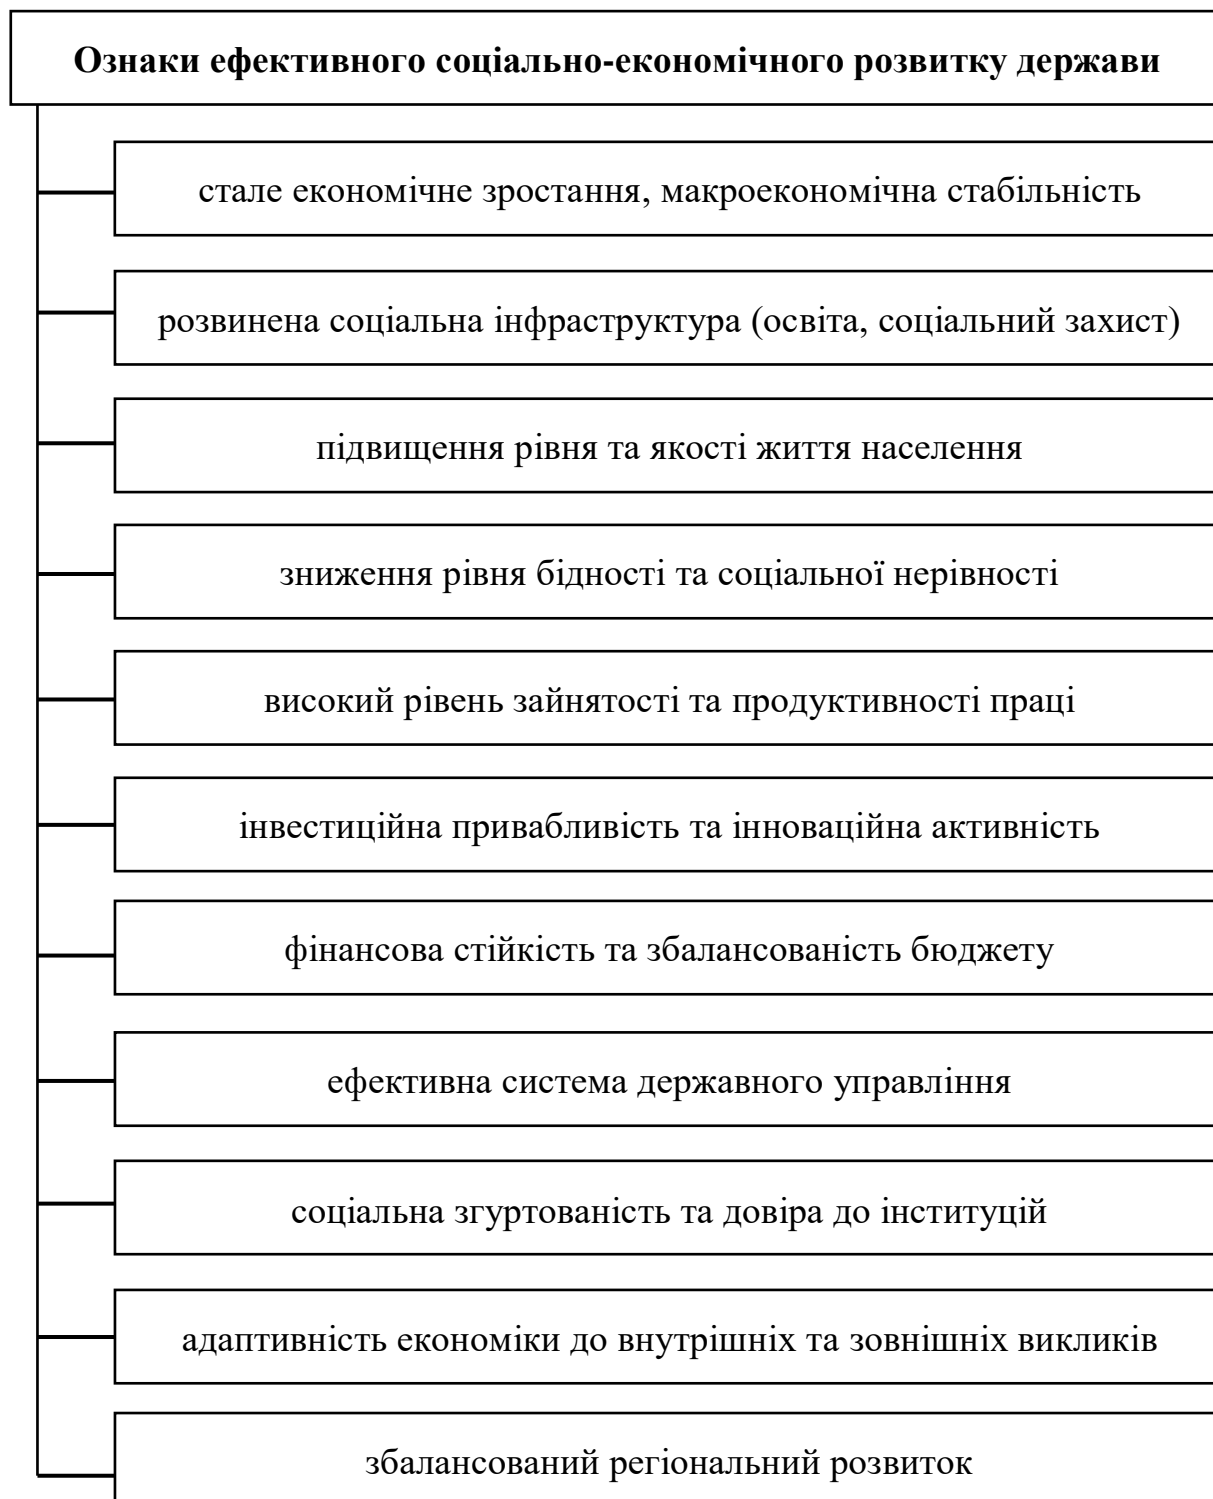 Ознаки ефективного соціально-економічного розвитку держави
стале економічне зростання, макроекономічна стабільність
розвинена соціальна інфраструктура (освіта, соціальний захист)
підвищення рівня та якості життя населення
зниження рівня бідності та соціальної нерівності
високий рівень зайнятості та продуктивності праці
інвестиційна привабливість та інноваційна активність
фінансова стійкість та збалансованість бюджету
ефективна система державного управління
соціальна згуртованість та довіра до інституцій
адаптивність економіки до внутрішніх та зовнішніх викликів
збалансований регіональний розвиток